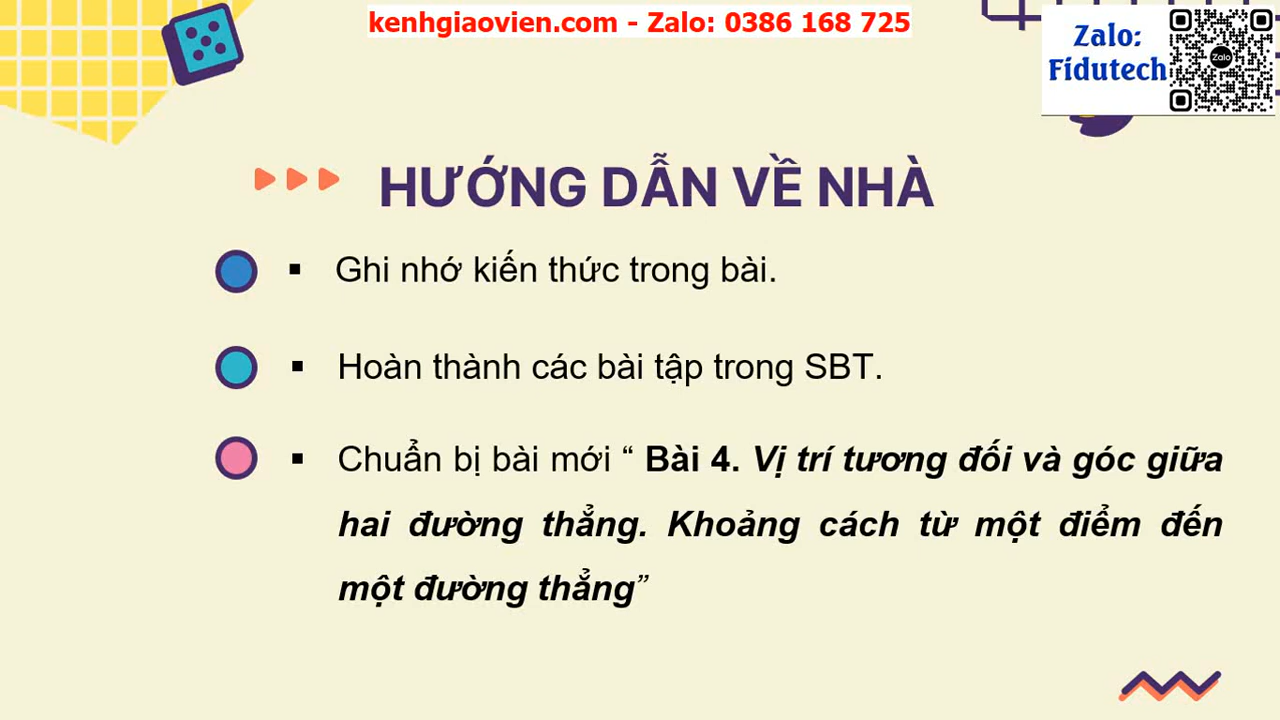 kenhgiaovien.com - Zalo: 0386 168 725
Zalo:
Fidutech
Zalo
HƯỚNG DẪN VỀ NHÀ
▪ Ghi nhớ kiến thức trong bài.
▪ Hoàn thành các bài tập trong SBT.
▪ Chuẩn bị bài mới “ Bài 4. Vị trí tương đối và góc giữa
hai đường thẳng. Khoảng cách từ một điểm đến
một đường thẳng”